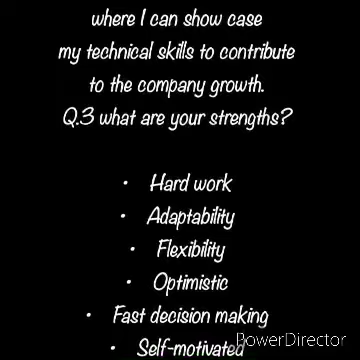 where I can show case
my technical skills to contribute
to the company growth.
Q.3 what are your strengths?
• Hard work
• Adaptability
• Flexibility
• Optimistic
• Fast decision making
• Self-motivated
PowerDirector